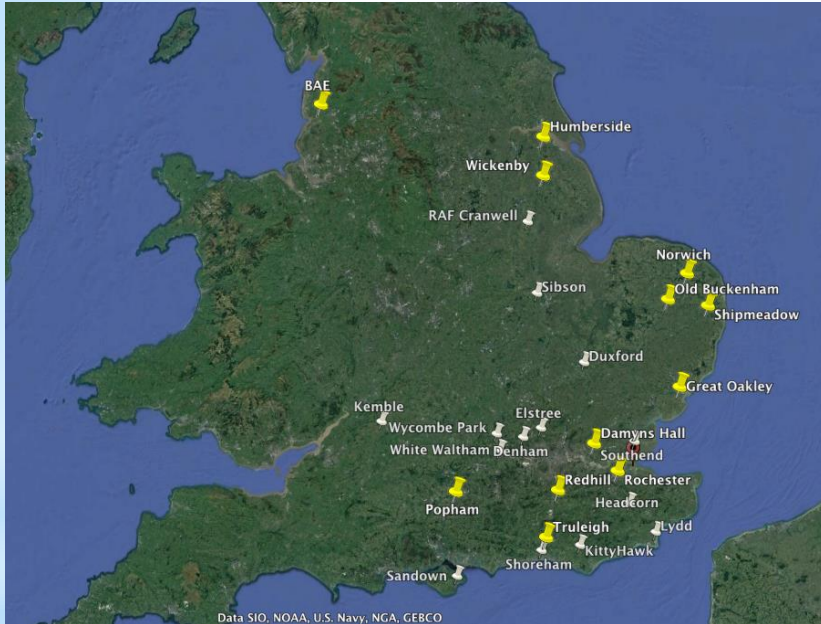 BAE
Humberside
Wickenby
RAF Cranwell
Norwich
Sibson
Old Buckenham
Shipmeadow
Duxford
Great Oakley
Kemble
Elstree
Wycombe Park
Damyns Hall
White Waltham
Denham
Southend
Redhill
Rochester
Headcorn
Popham
Truleigh
Lydd
KittyHawk
Shoreham
Sandown
Data SIO, NOAA, U.S. Navy, NGA, GEBCO